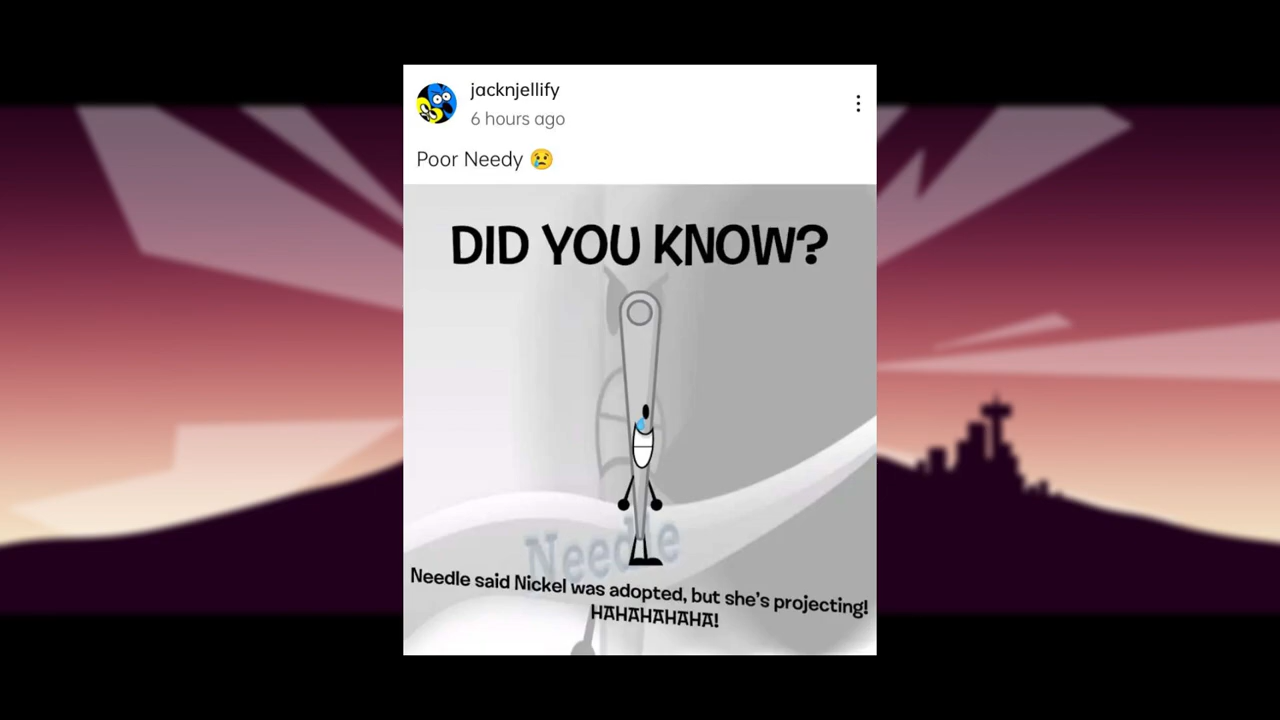 jacknjellify
6 hours ago
Poor Needy 😢
DID YOU KNOW?
Needle
Needle said Nickel was adopted, but she's projecting!
HAHAHAHAHA!